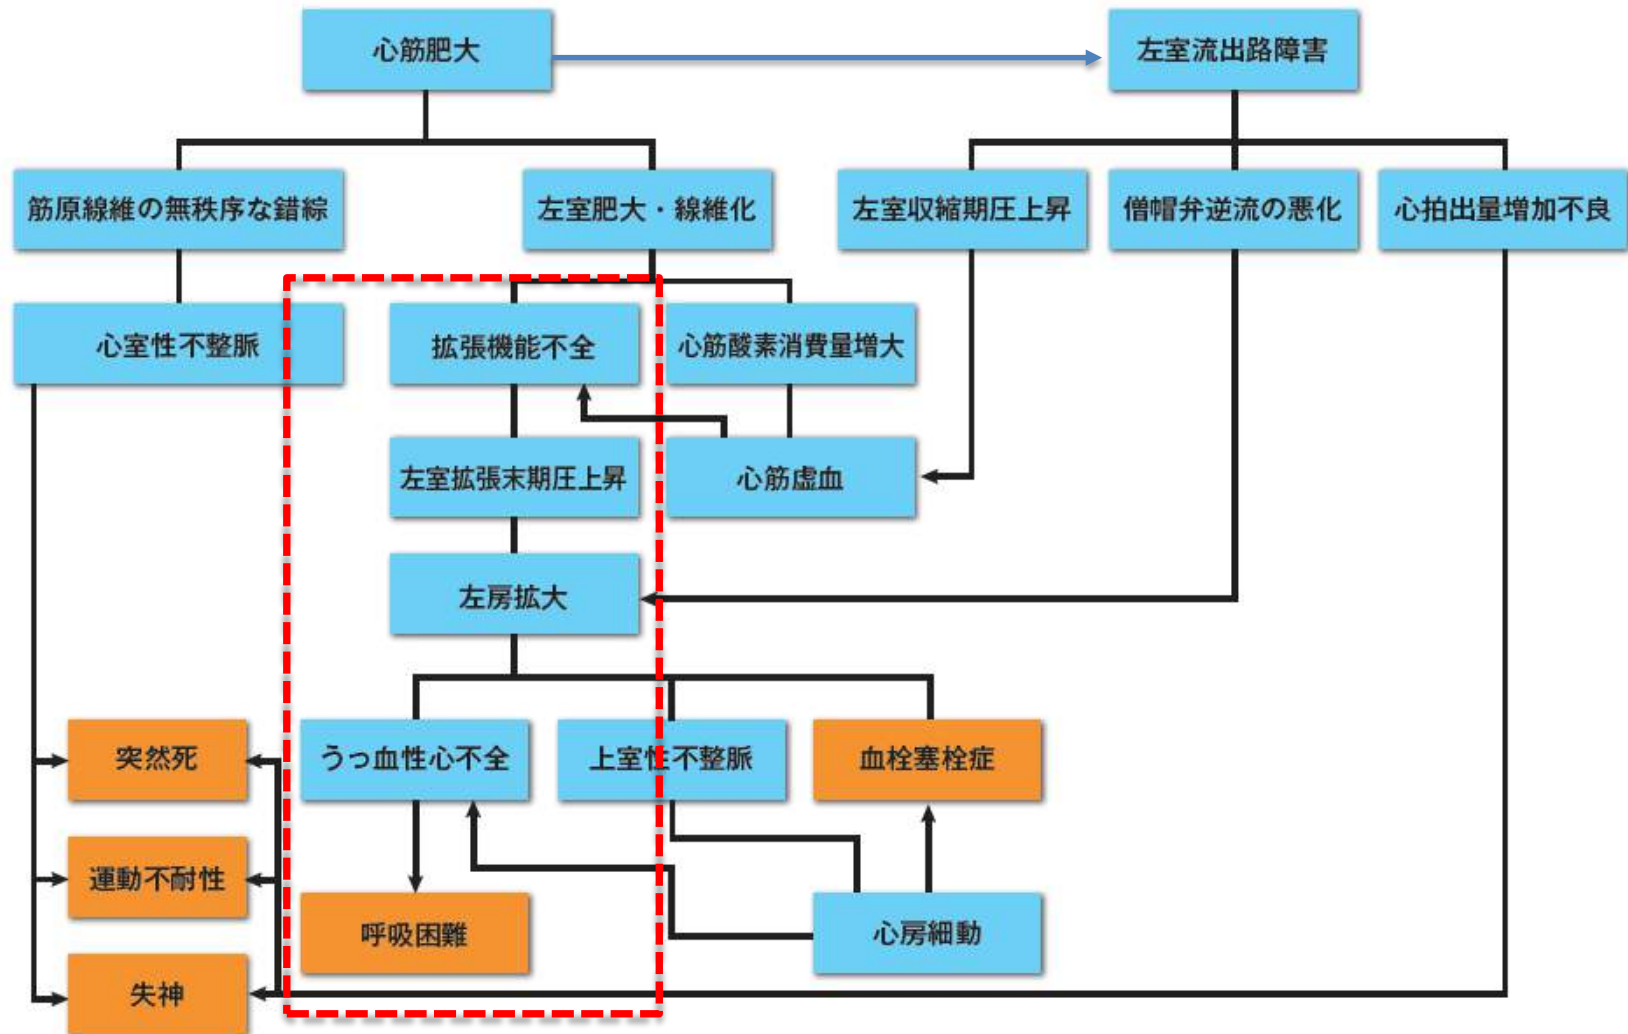 心筋肥大
左室流出路障害
筋原線維の無秩序な錯綜
左室肥大・線維化
左室収縮期圧上昇
僧帽弁逆流の悪化
心拍出量増加不良
心室性不整脈
拡張機能不全
心筋酸素消費量増大
左室拡張末期圧上昇
心筋虚血
左房拡大
突然死
うっ血性心不全
上室性不整脈
血栓塞栓症
運動不耐性
呼吸困難
心房細動
失神